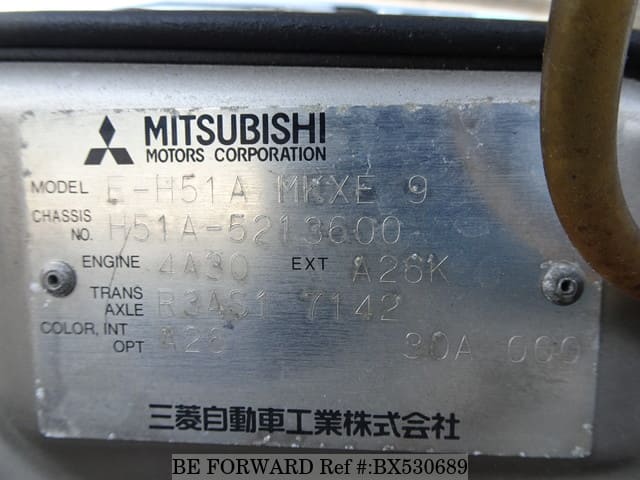 MITSUBISHI
MOTORS CORPORATION
MODEL E-H51A MKXE 9
CHASSIS NO. H51A-5213600
ENGINE 4A30 EXT A26K
TRANS AXLE R3AS1 7142
COLOR, INT OPT A26 30A 000
三菱自動車工業株式会社
BE FORWARD Ref #:BX530689